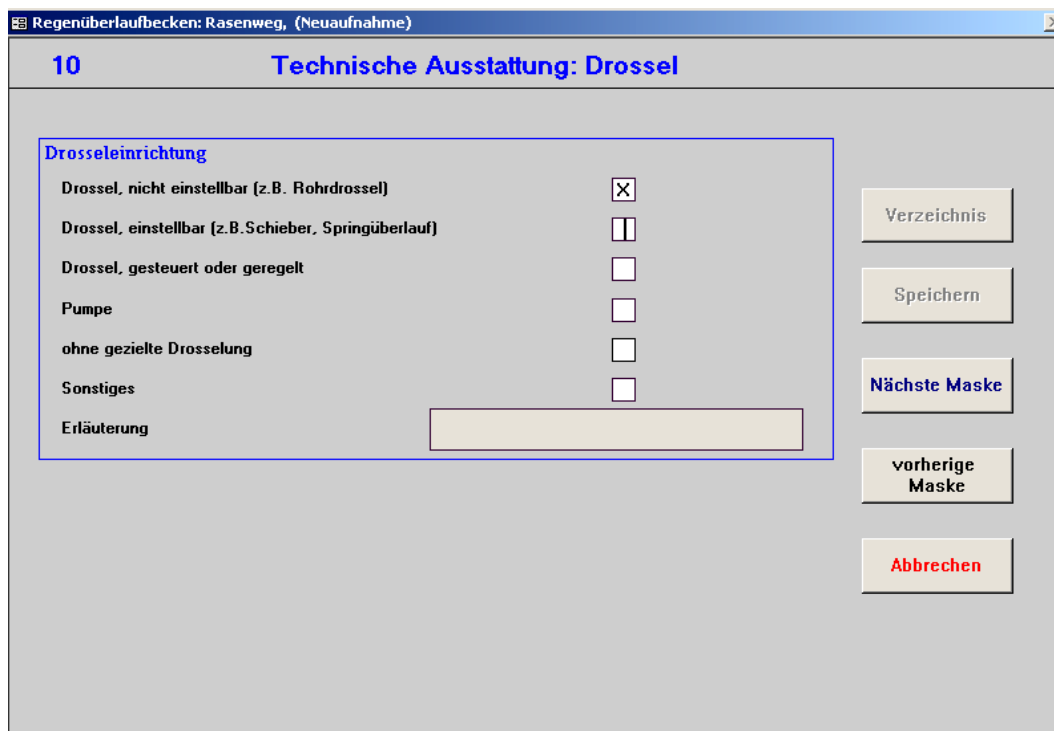 Regenüberlaufbecken: Rasenweg, (Neuaufnahme)
10 Technische Ausstattung: Drossel
Drosseleinrichtung
Drossel, nicht einstellbar (z.B. Rohrdrossel) X
Drossel, einstellbar (z.B.Schieber, Springüberlauf)
Drossel, gesteuert oder geregelt
Pumpe
ohne gezielte Drosselung
Sonstiges
Erläuterung
Verzeichnis
Speichern
Nächste Maske
vorherige
Maske
Abbrechen